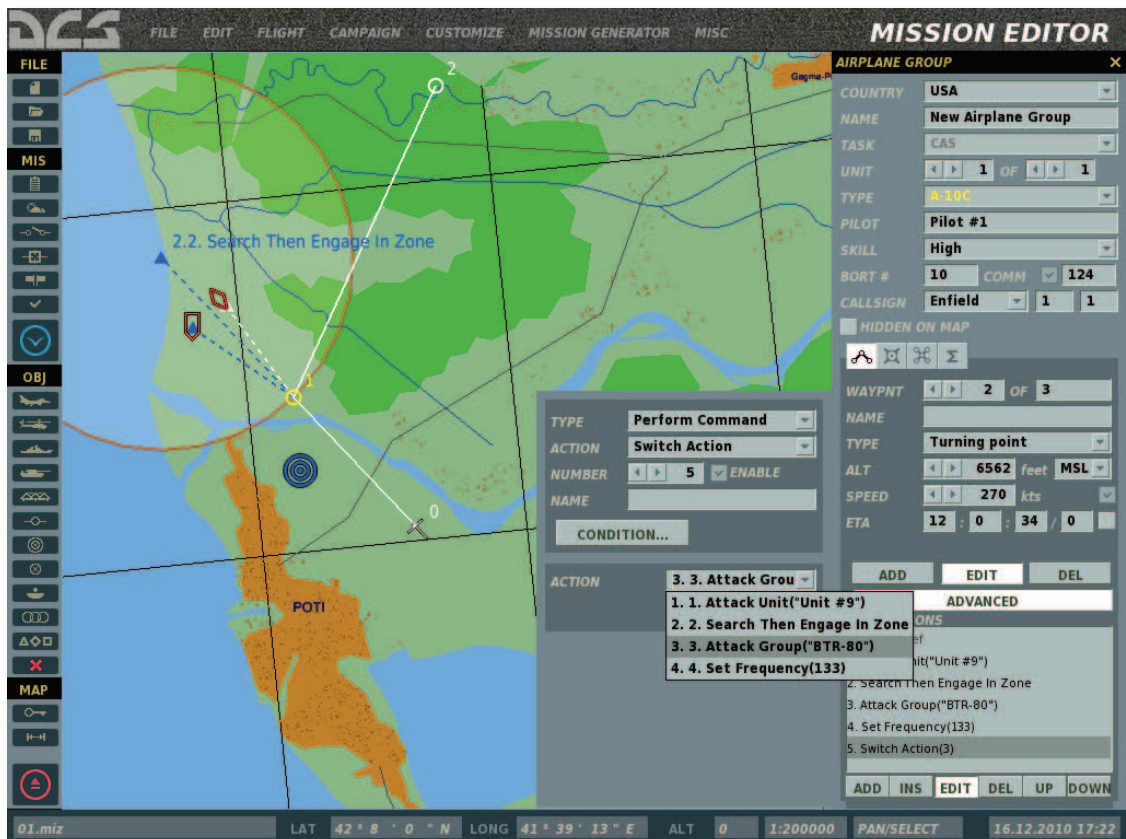 DCS FILE EDIT FLIGHT CAMPAIGN CUSTOMIZE MISSION GENERATOR MISC MISSION EDITOR
FILE
MIS
OBJ
MAP
2
Gagma-P
2.2. Search Then Engage In Zone
1
0
POTI
TYPE Perform Command
ACTION Switch Action
NUMBER 5 ENABLE
NAME
CONDITION...
ACTION 3. 3. Attack Grou
1. 1. Attack Unit("Unit #9")
2. 2. Search Then Engage In Zone
3. 3. Attack Group("BTR-80")
4. 4. Set Frequency(133)
AIRPLANE GROUP ×
COUNTRY USA
NAME New Airplane Group
TASK CAS
UNIT 1 OF 1
TYPE A-10C
PILOT Pilot #1
SKILL High
BORT # 10 COMM 124
CALLSIGN Enfield 1 1
HIDDEN ON MAP
Σ
WAYPNT 2 OF 3
NAME
TYPE Turning point
ALT 6562 feet MSL
SPEED 270 kts
ETA 12 : 0 : 34 / 0
ADD EDIT DEL
ADVANCED
ONS
ef
nit("Unit #9")
2. Search Then Engage In Zone
3. Attack Group("BTR-80")
4. Set Frequency(133)
5. Switch Action(3)
ADD INS EDIT DEL UP DOWN
01.miz LAT 42 ° 8 ' 0 " N LONG 41 ° 39 ' 13 " E ALT 0 1:200000 PAN/SELECT 16.12.2010 17:22